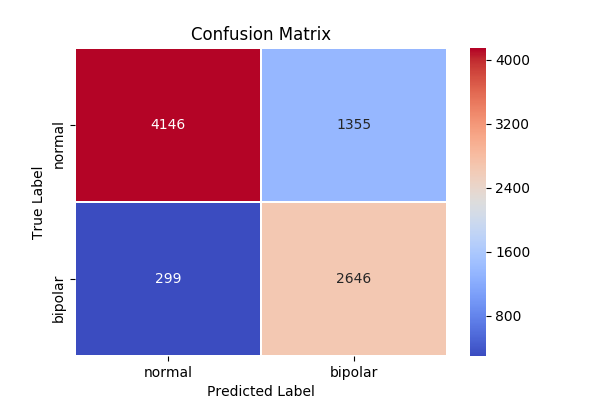 Confusion Matrix
True Label
normal
4146
1355
bipolar
299
2646
normal
bipolar
Predicted Label
4000
3200
2400
1600
800